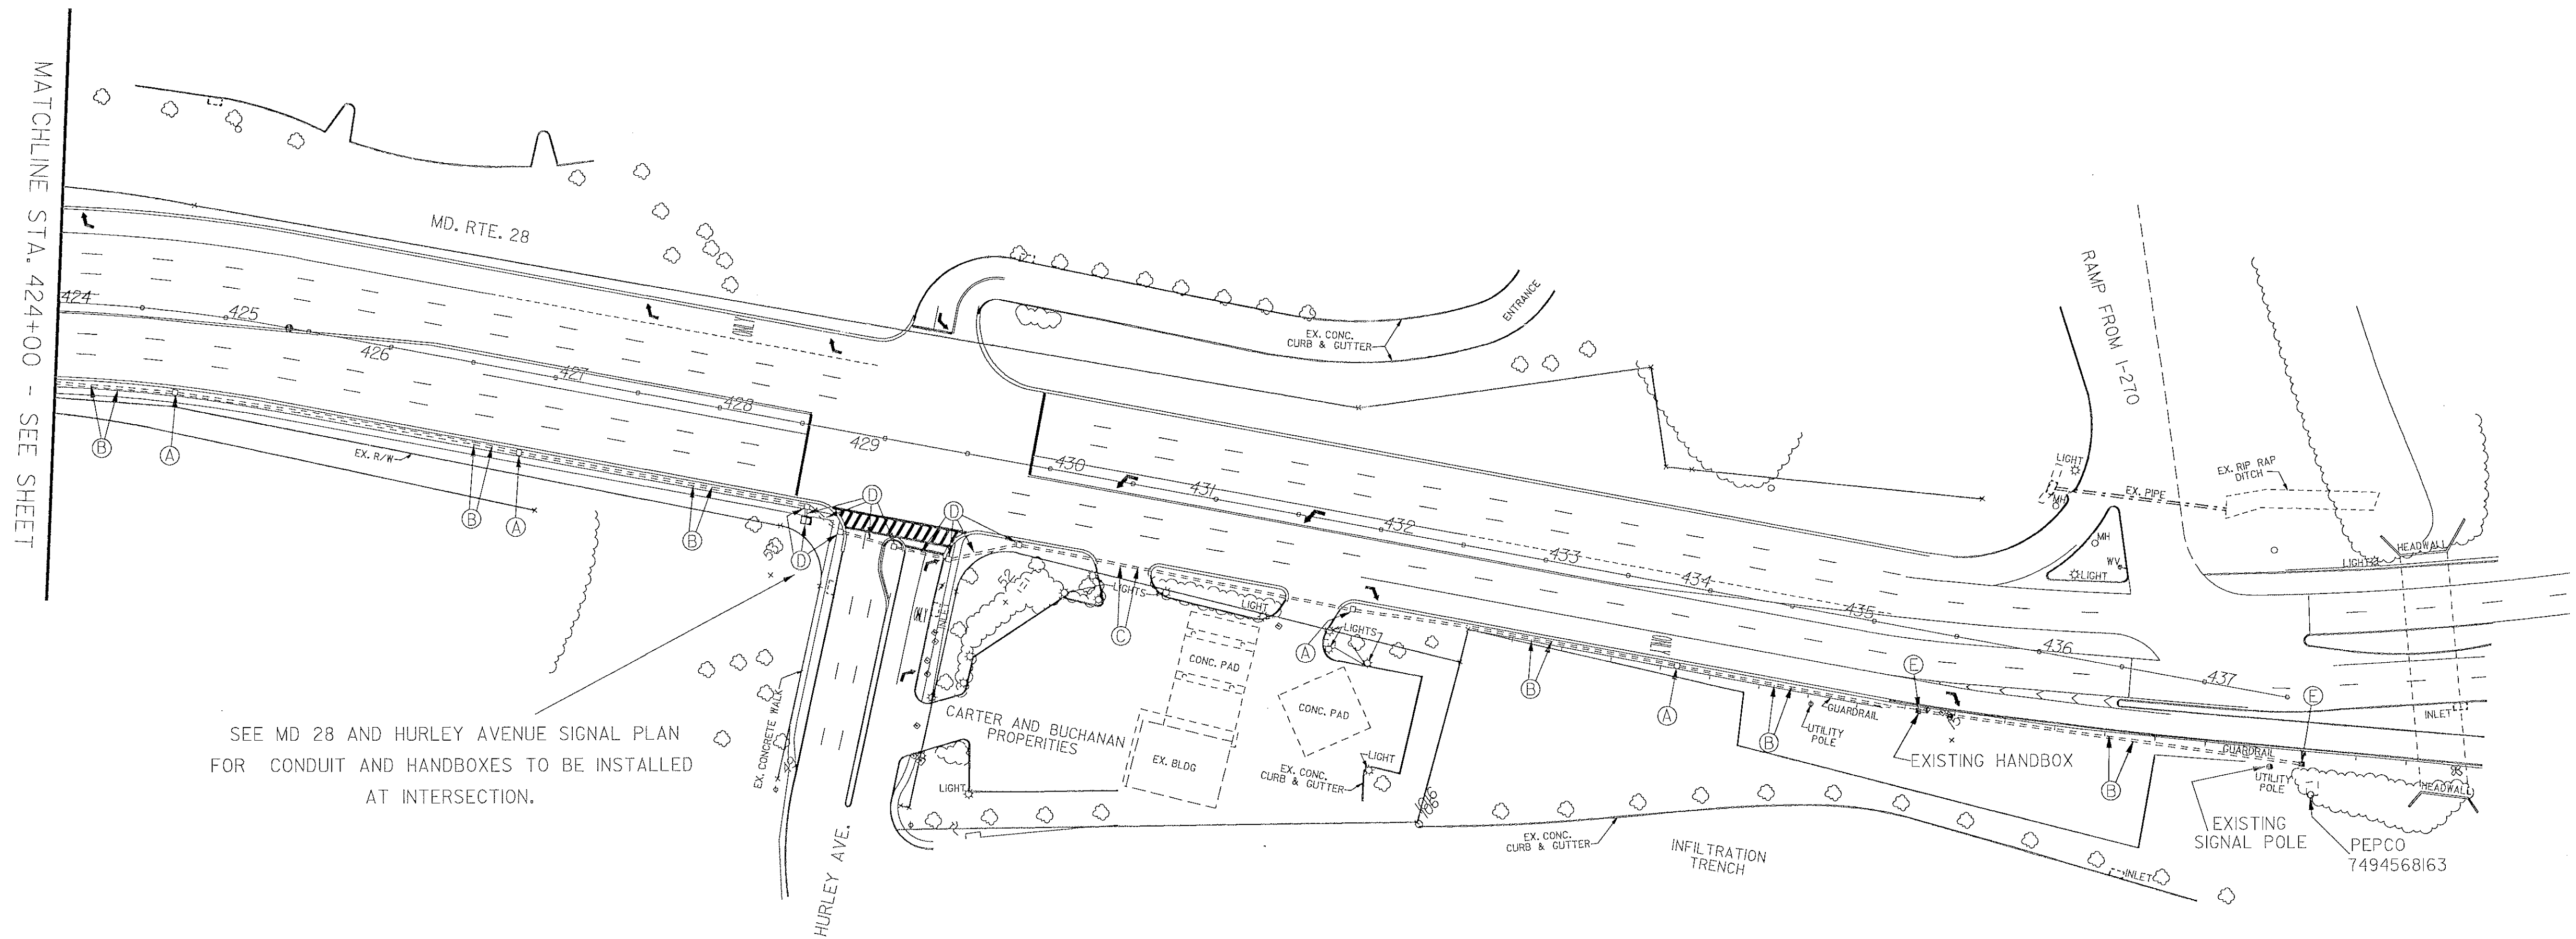 MATCHLINE STA. 424+00 - SEE SHEET
MD. RTE. 28
424
425
426
427
428
429
430
431
432
433
434
435
436
437
ENTRANCE
EX. CONC.
CURB & GUTTER
RAMP FROM I-270
LIGHT
MH
EX. PIPE
EX. RIP RAP
DITCH
MH
WV
LIGHT
HEADWALL
LIGHT
B
A
EX. R/W
B
A
B
D
D
D
52
LIGHTS
LIGHT
C
LIGHTS
A
INLET
CONC. PAD
CONC. PAD
B
A
B
GUARDRAIL
UTILITY
POLE
E
EXISTING HANDBOX
B
E
INLET
GUARDRAIL
UTILITY
POLE
HEADWALL
EXISTING
SIGNAL POLE
PEPCO
7494568163
SEE MD 28 AND HURLEY AVENUE SIGNAL PLAN
FOR CONDUIT AND HANDBOXES TO BE INSTALLED
AT INTERSECTION.
EX. CONCRETE WALK
HURLEY AVE.
CARTER AND BUCHANAN
PROPERITIES
EX. BLDG
LIGHT
EX. CONC.
CURB & GUTTER
LIGHT
EX. CONC.
CURB & GUTTER
INFILTRATION
TRENCH
INLET